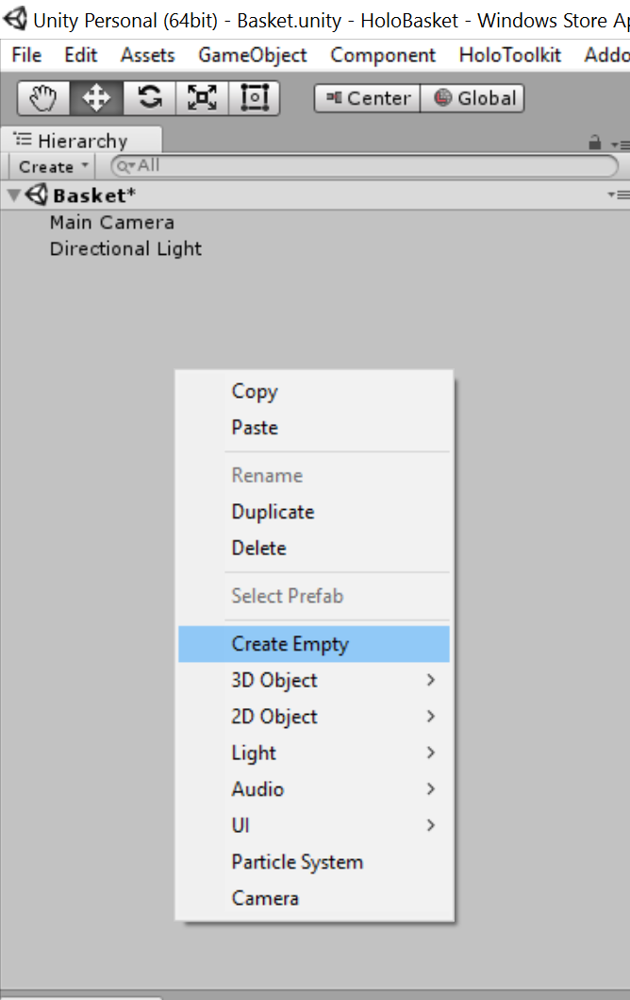 Unity Personal (64bit) - Basket.unity - HoloBasket - Windows Store Ap
File Edit Assets GameObject Component HoloToolkit Addo
Center Global
Hierarchy
Create All
Basket*
Main Camera
Directional Light
Copy
Paste
Rename
Duplicate
Delete
Select Prefab
Create Empty
3D Object
2D Object
Light
Audio
UI
Particle System
Camera